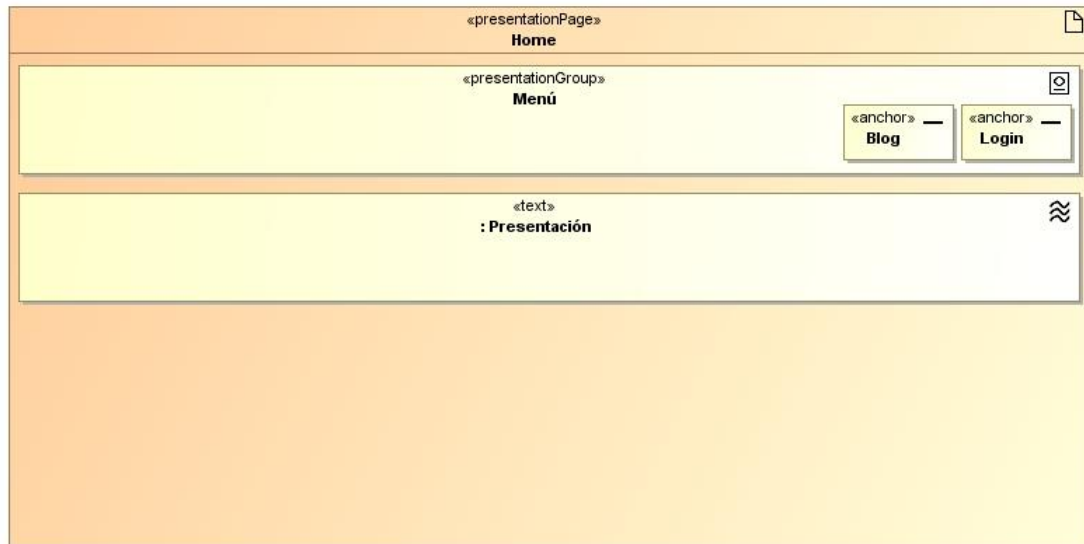 «presentationPage»
Home
«presentationGroup»
Menú
«anchor»
Blog
«anchor»
Login
«text»
: Presentación